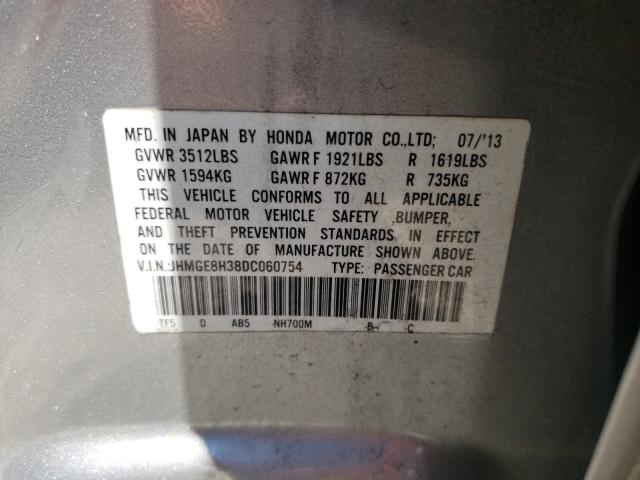 MFD. IN JAPAN BY HONDA MOTOR CO.,LTD; 07/'13
GVWR 3512LBS GAWR F 1921LBS R 1619LBS
GVWR 1594KG GAWR F 872KG R 735KG
THIS VEHICLE CONFORMS TO ALL APPLICABLE
FEDERAL MOTOR VEHICLE SAFETY ,BUMPER,
AND THEFT PREVENTION STANDARDS IN EFFECT
ON THE DATE OF MANUFACTURE SHOWN ABOVE.
V.I.N.:JHMGE8H38DC060754 TYPE: PASSENGER CAR
TF5 D AB5 NH700M B C